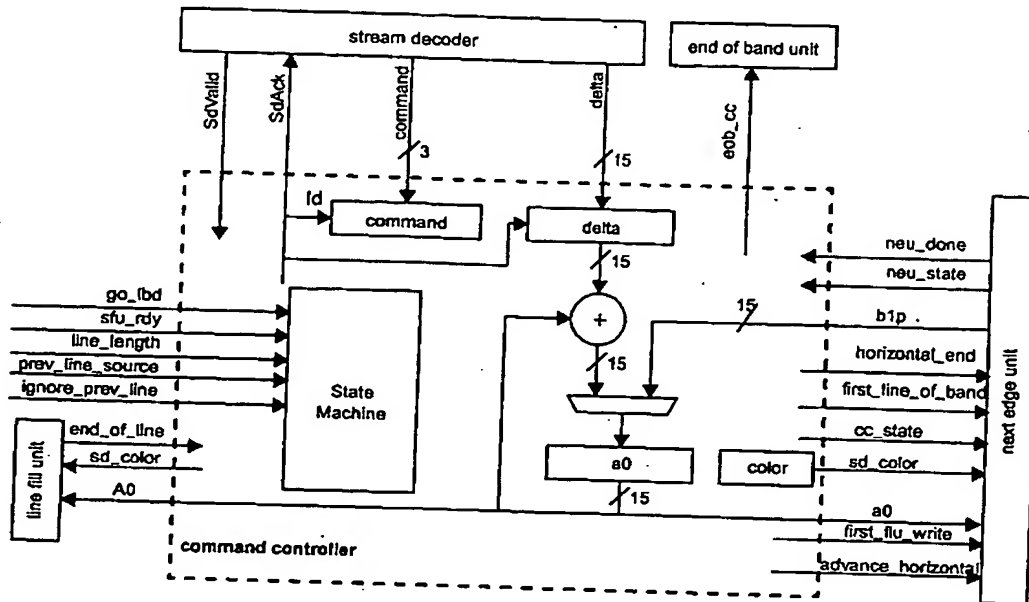 stream decoder
end of band unit
SdValid
SdAck
command
delta
eob_cc
3
15
ld
command
delta
15
neu_done
neu_state
go_lbd
sfu_rdy
line_length
prev_line_source
ignore_prev_line
State
Machine
+
15
b1p
15
horizontal_end
first_line_of_band
cc_state
sd_color
next edge unit
line fill unit
end_of_line
sd_color
A0
a0
color
15
a0
first_flu_write
advance_horizontal
command controller